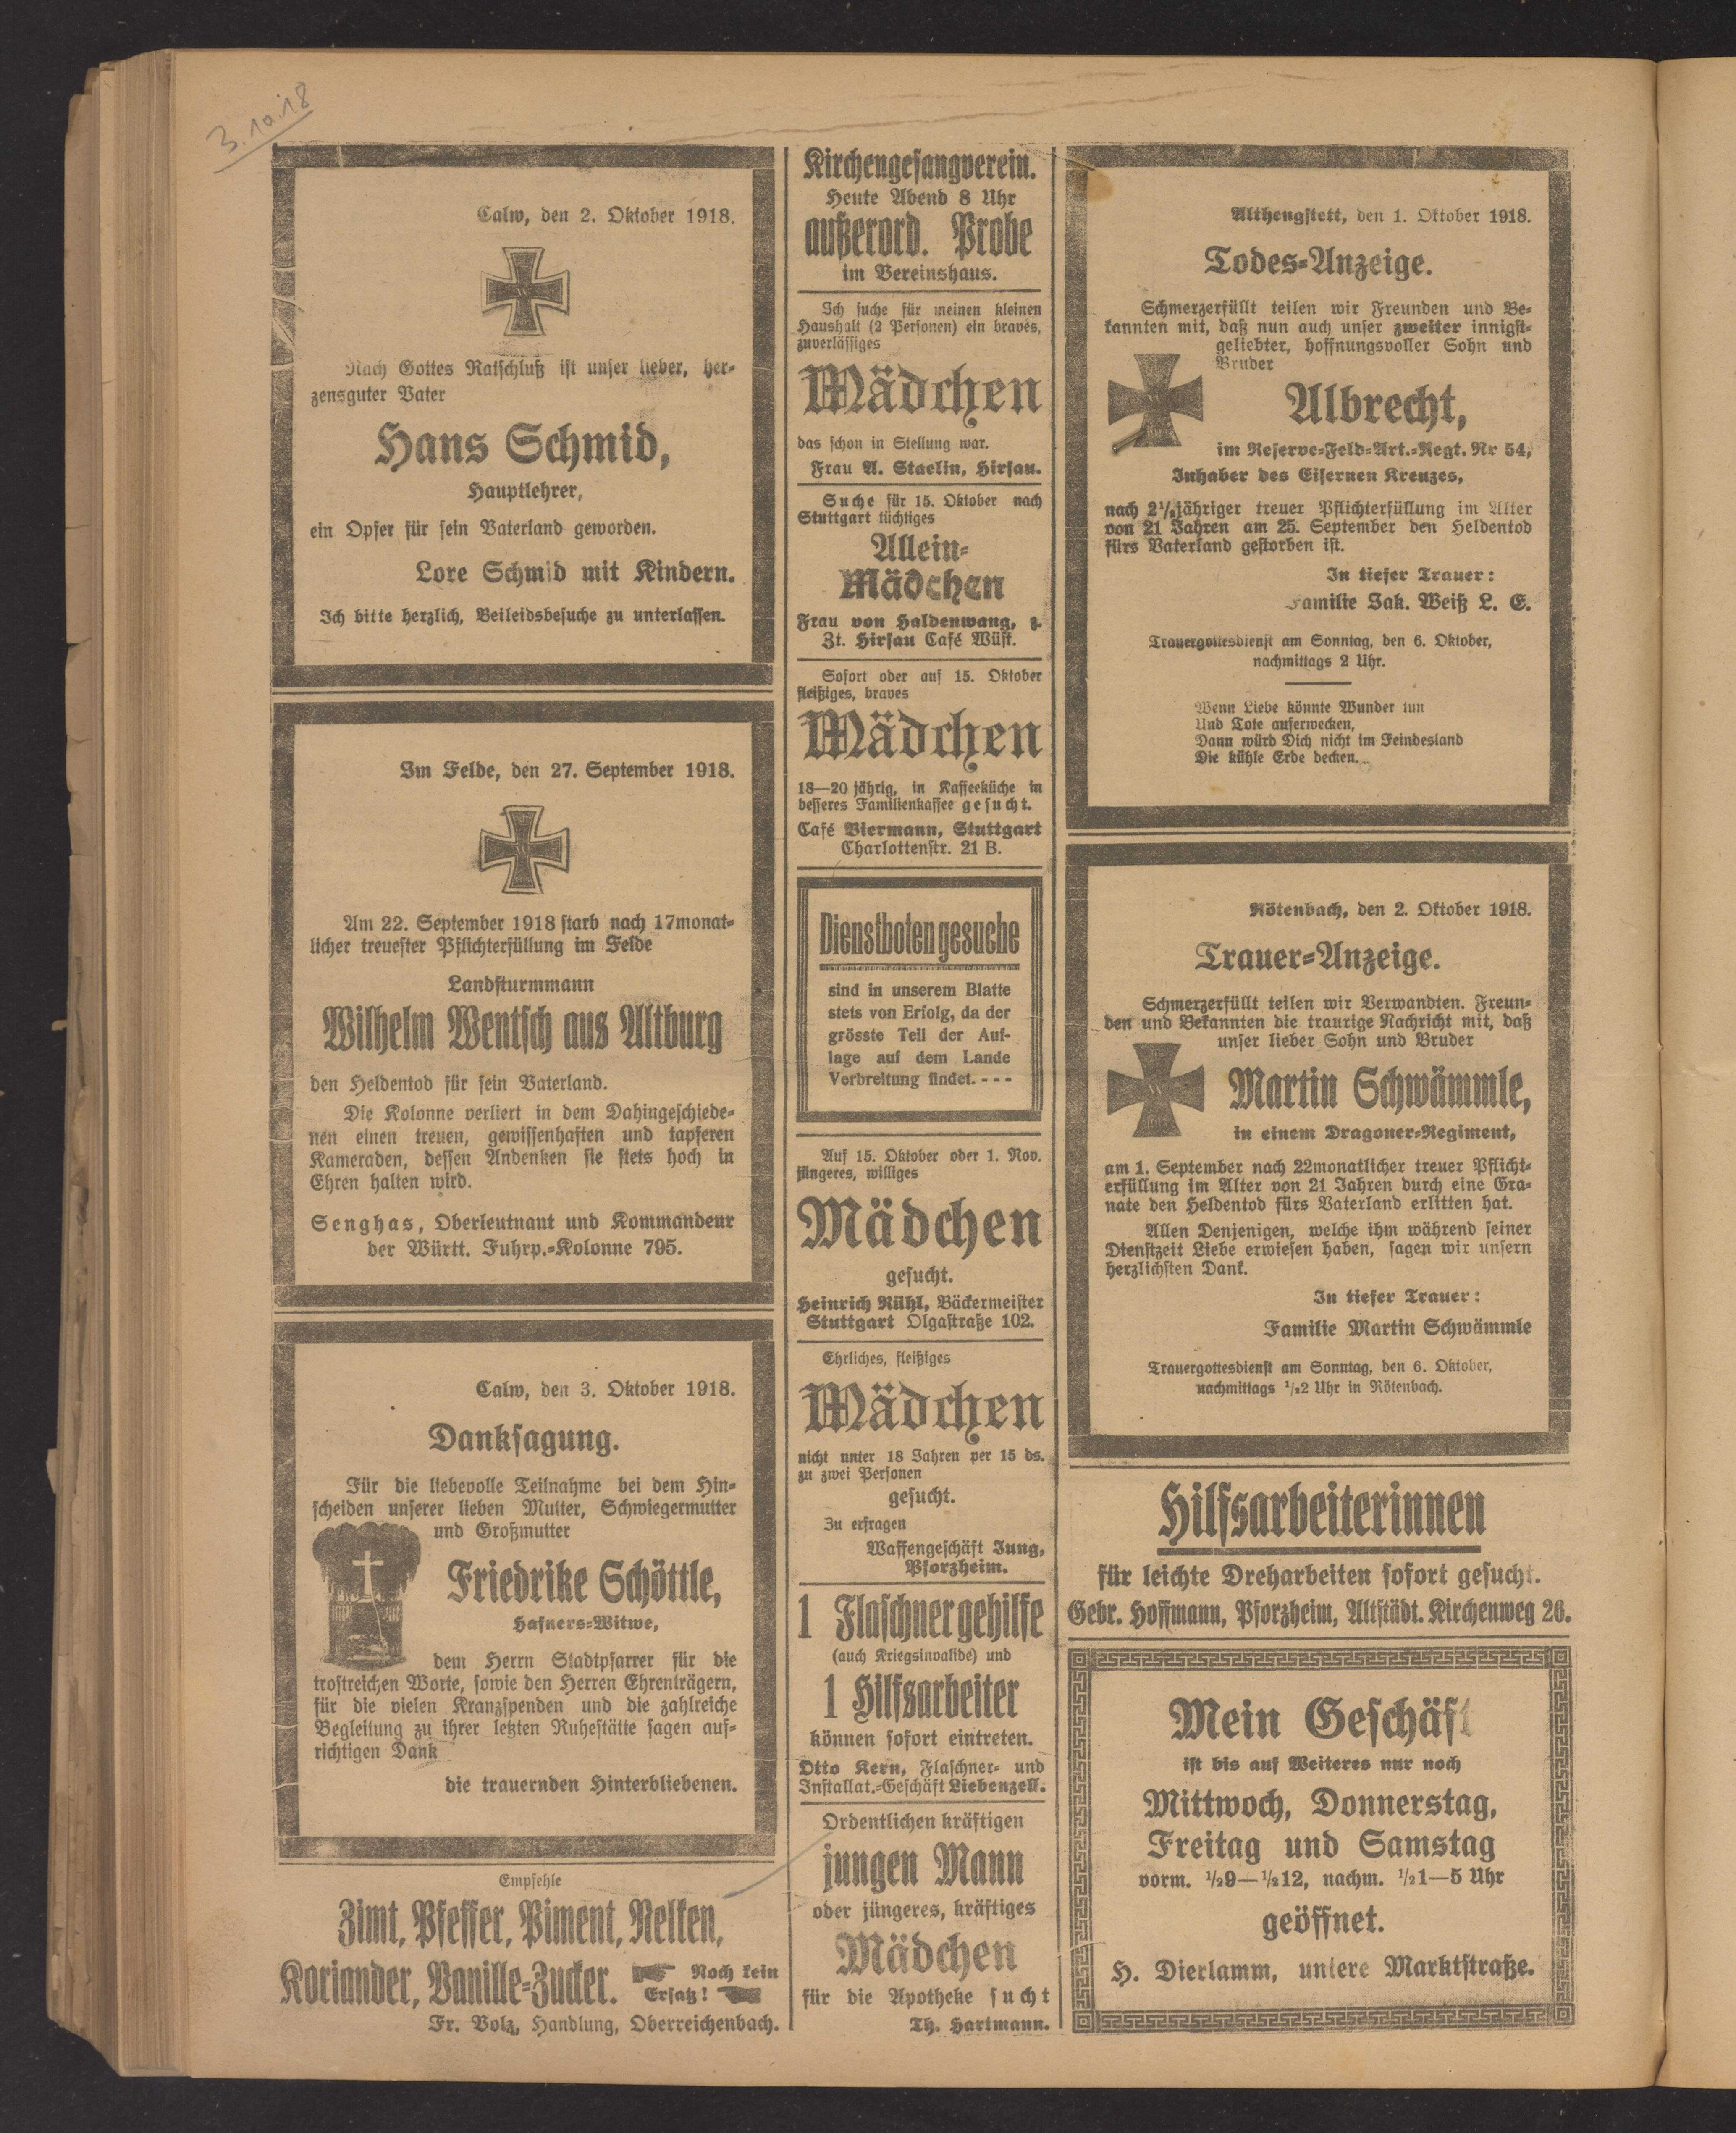 3.10.18
Calw, den 2. Oktober 1918.
Nach Gottes Ratschluß ist unser lieber, her-
zensguter Vater
Hans Schmid,
Hauptlehrer,
ein Opfer für sein Vaterland geworden.
Lore Schmid mit Kindern.
Ich bitte herzlich, Beileidsbesuche zu unterlassen.
Im Felde, den 27. September 1918.
Am 22. September 1918 starb nach 17monat-
licher treuester Pflichterfüllung im Felde
Landsturmmann
Wilhelm Wentsch aus Altburg
den Heldentod für sein Vaterland.
Die Kolonne verliert in dem Dahingeschiede-
nen einen treuen, gewissenhaften und tapferen
Kameraden, dessen Andenken sie stets hoch in
Ehren halten wird.
Senghas, Oberleutnant und Kommandeur
der Württ. Fuhrp.-Kolonne 795.
Calw, den 3. Oktober 1918.
Danksagung.
Für die liebevolle Teilnahme bei dem Hin-
scheiden unserer lieben Mutter, Schwiegermutter
und Großmutter
Friedrike Schöttle,
Hafners-Witwe,
dem Herrn Stadtpfarrer für die
trostreichen Worte, sowie den Herren Ehrenträgern,
für die vielen Kranzspenden und die zahlreiche
Begleitung zu ihrer letzten Ruhestätte sagen auf-
richtigen Dank
die trauernden Hinterbliebenen.
Empfehle
Zimt, Pfeffer, Piment, Nelken,
Koriander, Vanille-Zucker. Noch kein
Ersatz!
Fr. Volz, Handlung, Oberreichenbach.
Kirchengesangverein.
Heute Abend 8 Uhr
außerord. Probe
im Vereinshaus.
Ich suche für meinen kleinen
Haushalt (2 Personen) ein braves,
zuverlässiges
Mädchen
das schon in Stellung war.
Frau A. Staelin, Hirsau.
Suche für 15. Oktober nach
Stuttgart tüchtiges
Allein-
Mädchen
Frau von Haldenwang, z.
Zt. Hirsau Café Wüst.
Sofort oder auf 15. Oktober
fleißiges, braves
Mädchen
18—20 jährig, in Kaffeeküche in
besseres Familienkaffee gesucht.
Café Biermann, Stuttgart
Charlottenstr. 21 B.
Dienstbotengesuche
sind in unserem Blatte
stets von Erfolg, da der
grösste Teil der Auf-
lage auf dem Lande
Verbreitung findet. - - -
Auf 15. Oktober oder 1. Nov.
jüngeres, williges
Mädchen
gesucht.
Heinrich Rühl, Bäckermeister
Stuttgart Olgastraße 102.
Ehrliches, fleißiges
Mädchen
nicht unter 18 Jahren per 15 ds.
zu zwei Personen
gesucht.
Zu erfragen
Waffengeschäft Jung,
Pforzheim.
1 Flaschnergehilfe
(auch Kriegsinvalide) und
1 Hilfsarbeiter
können sofort eintreten.
Otto Kern, Flaschner- und
Installat.-Geschäft Liebenzell.
Ordentlichen kräftigen
jungen Mann
oder jüngeres, kräftiges
Mädchen
für die Apotheke sucht
Th. Hartmann.
Althengstett, den 1. Oktober 1918.
Todes-Anzeige.
Schmerzerfüllt teilen wir Freunden und Be-
kannten mit, daß nun auch unser zweiter innigst-
geliebter, hoffnungsvoller Sohn und
Bruder
Albrecht,
im Reserve-Feld-Art.-Regt. Nr 54,
Inhaber des Eisernen Kreuzes,
nach 2½jähriger treuer Pflichterfüllung im Alter
von 21 Jahren am 25. September den Heldentod
fürs Vaterland gestorben ist.
In tiefer Trauer:
Familie Jak. Weiß L. E.
Trauergottesdienst am Sonntag, den 6. Oktober,
nachmittags 2 Uhr.
Wenn Liebe könnte Wunder tun
Und Tote auferwecken,
Dann würd Dich nicht im Feindesland
Die kühle Erde decken.
Rötenbach, den 2. Oktober 1918.
Trauer-Anzeige.
Schmerzerfüllt teilen wir Verwandten. Freun-
den und Bekannten die traurige Nachricht mit, daß
unser lieber Sohn und Bruder
Martin Schwämmle,
in einem Dragoner-Regiment,
am 1. September nach 22monatlicher treuer Pflicht-
erfüllung im Alter von 21 Jahren durch eine Gra-
nate den Heldentod fürs Vaterland erlitten hat.
Allen Denjenigen, welche ihm während seiner
Dienstzeit Liebe erwiesen haben, sagen wir unsern
herzlichsten Dank.
In tiefer Trauer:
Familie Martin Schwämmle
Trauergottesdienst am Sonntag, den 6. Oktober,
nachmittags ½2 Uhr in Rötenbach.
Hilfsarbeiterinnen
für leichte Dreharbeiten sofort gesucht.
Gebr. Hoffmann, Pforzheim, Altstädt. Kirchenweg 26.
Mein Geschäft
ist bis auf Weiteres nur noch
Mittwoch, Donnerstag,
Freitag und Samstag
vorm. ½9—½12, nachm. ½1—5 Uhr
geöffnet.
H. Dierlamm, untere Marktstraße.